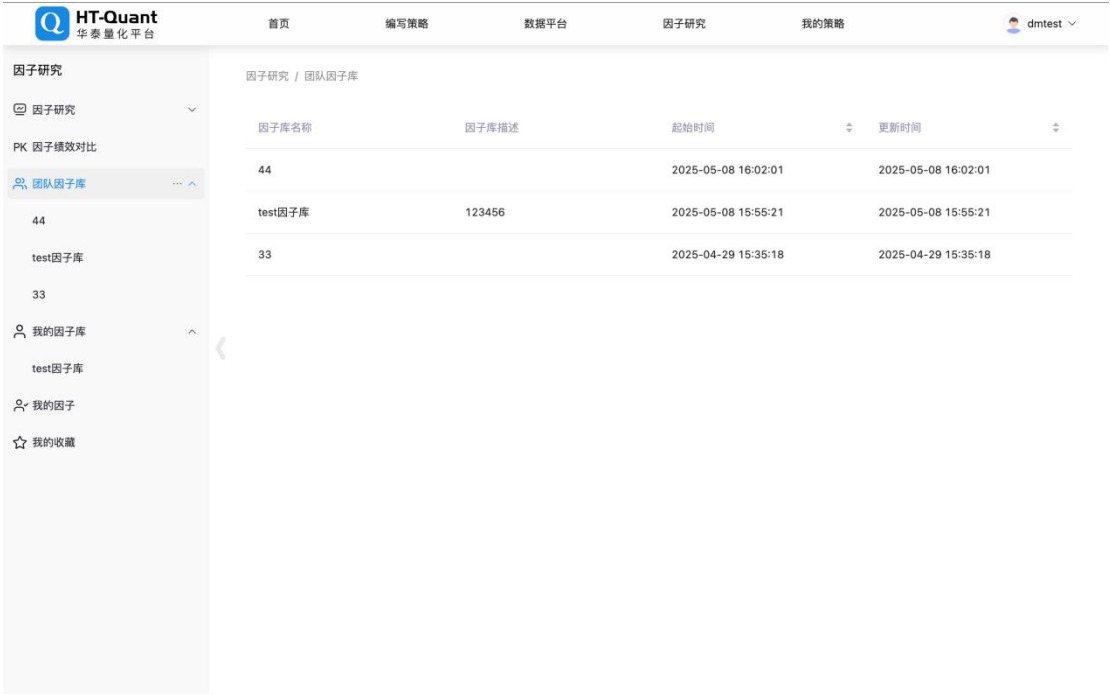 HT-Quant
华泰量化平台
首页 编写策略 数据平台 因子研究 我的策略 dmtest
因子研究
因子研究
PK 因子绩效对比
团队因子库 ...
44
test因子库
33
我的因子库
test因子库
我的因子
我的收藏
因子研究 / 团队因子库
因子库名称 因子库描述 起始时间 更新时间
44 2025-05-08 16:02:01 2025-05-08 16:02:01
test因子库 123456 2025-05-08 15:55:21 2025-05-08 15:55:21
33 2025-04-29 15:35:18 2025-04-29 15:35:18